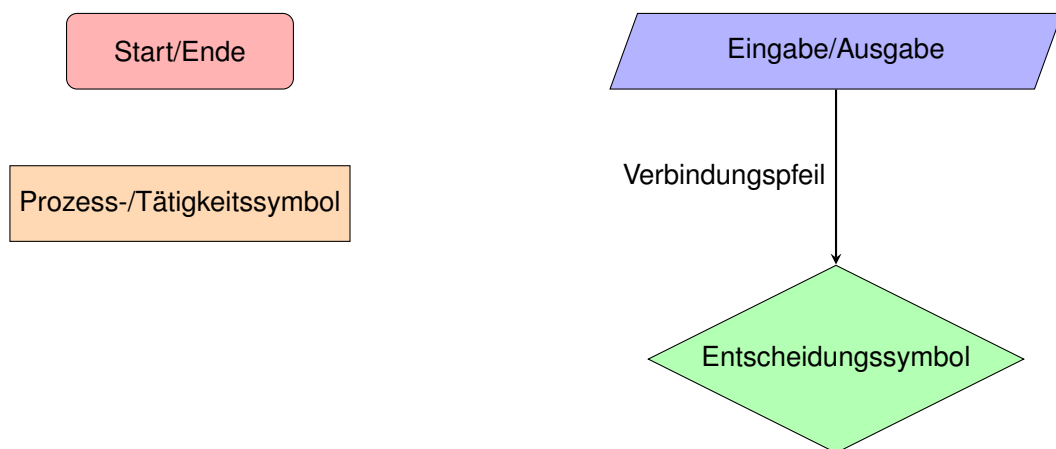 Start/Ende
Eingabe/Ausgabe
Verbindungspfeil
Prozess-/Tätigkeitssymbol
Entscheidungssymbol